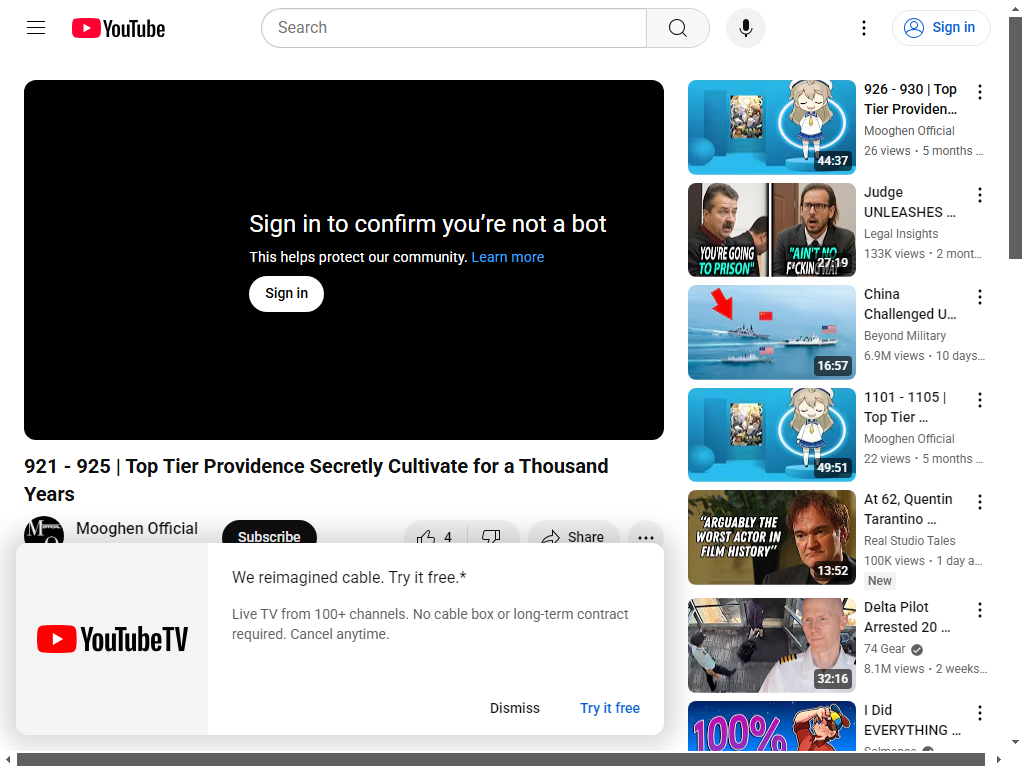 YouTube
Search
Sign in
Sign in to confirm you’re not a bot
This helps protect our community. Learn more
Sign in
921 - 925 | Top Tier Providence Secretly Cultivate for a Thousand
Years
Mooghen Official
Subscribe
4
Share
YouTubeTV
We reimagined cable. Try it free.*
Live TV from 100+ channels. No cable box or long-term contract
required. Cancel anytime.
Dismiss
Try it free
44:37
926 - 930 | Top
Tier Providen…
Mooghen Official
26 views • 5 months …
YOU'RE GOING
TO PRISON"
"AIN'T NO
F*CKING WAY
27:19
Judge
UNLEASHES …
Legal Insights
133K views • 2 mont…
16:57
China
Challenged U…
Beyond Military
6.9M views • 10 days…
49:51
1101 - 1105 |
Top Tier …
Mooghen Official
22 views • 5 months …
"ARGUABLY THE
WORST ACTOR IN
FILM HISTORY"
13:52
At 62, Quentin
Tarantino …
Real Studio Tales
100K views • 1 day a…
New
32:16
Delta Pilot
Arrested 20 …
74 Gear
8.1M views • 2 weeks…
100%
I Did
EVERYTHING …